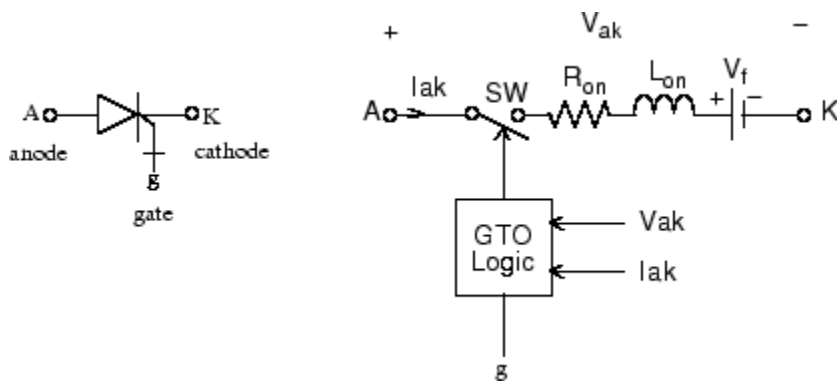 A
K
anode
cathode
g
gate
+
Vak
−
Iak
SW
Ron
Lon
Vf
A
+
−
K
GTO
Logic
Vak
Iak
g